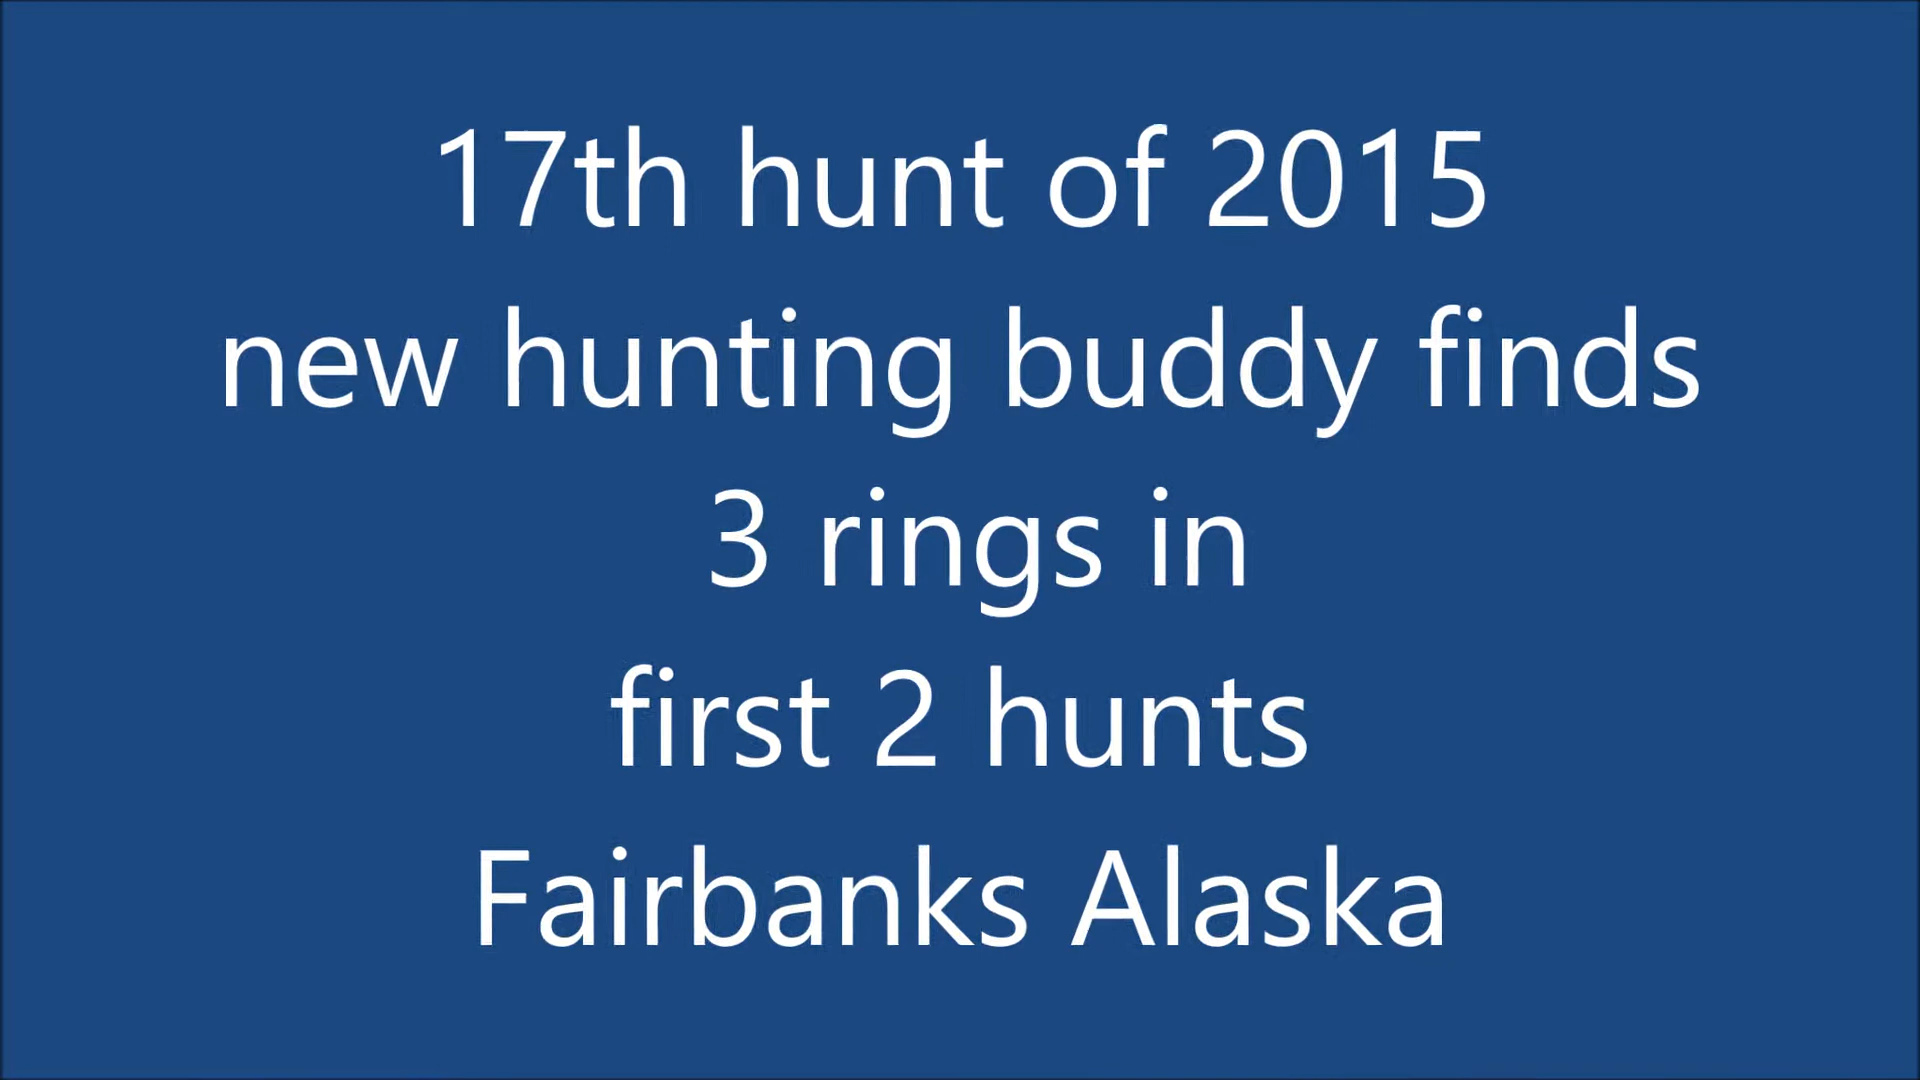 17th hunt of 2015
new hunting buddy finds
3 rings in
first 2 hunts
Fairbanks Alaska